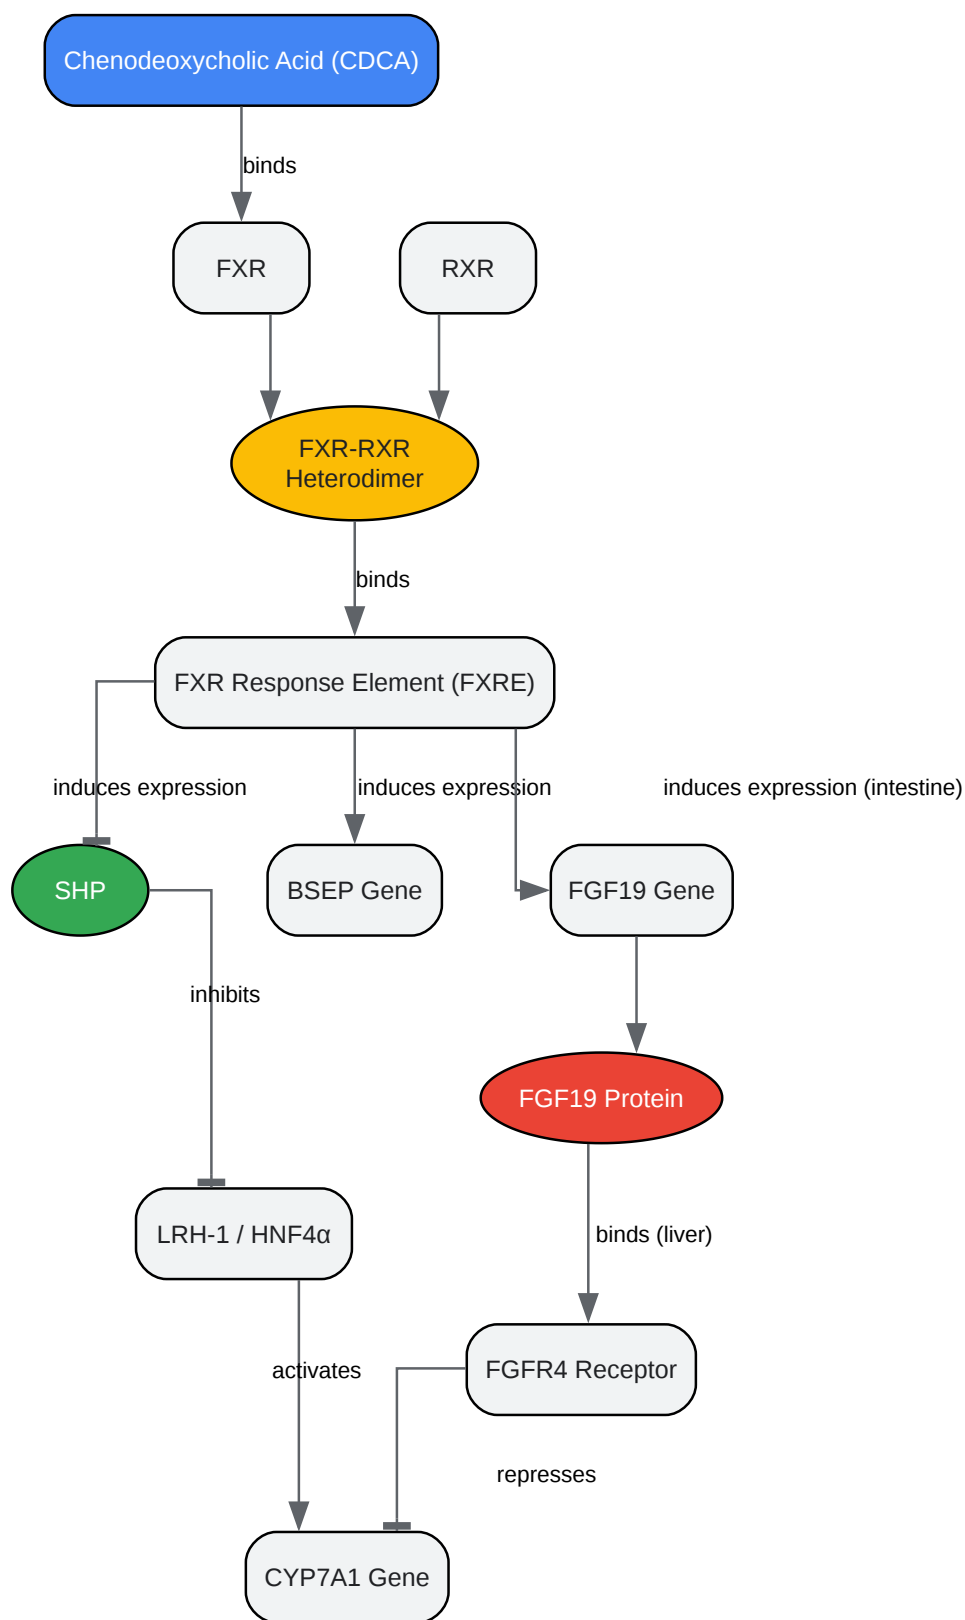 Chenodeoxycholic Acid (CDCA)
binds
FXR
RXR
FXR-RXR
Heterodimer
binds
FXR Response Element (FXRE)
induces expression
induces expression
induces expression (intestine)
SHP
BSEP Gene
FGF19 Gene
inhibits
FGF19 Protein
LRH-1 / HNF4α
binds (liver)
activates
FGFR4 Receptor
represses
CYP7A1 Gene